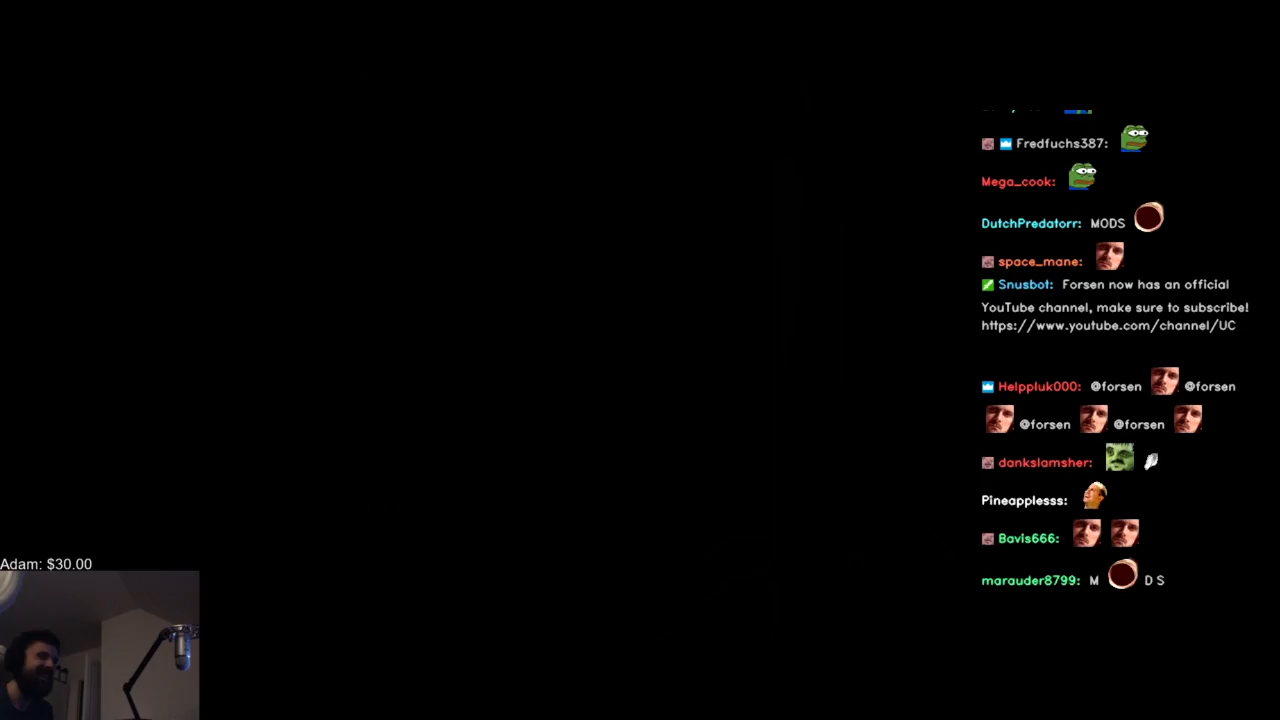 Fredfuchs387:
Mega_cook:
DutchPredatorr: MODS
space_mane:
Snusbot: Forsen now has an official
YouTube channel, make sure to subscribe!
https://www.youtube.com/channel/UC
Helppluk000: @forsen @forsen
@forsen @forsen
dankslamsher:
Pineapplesss:
Bavis666:
marauder8799: M D S
Adam: $30.00